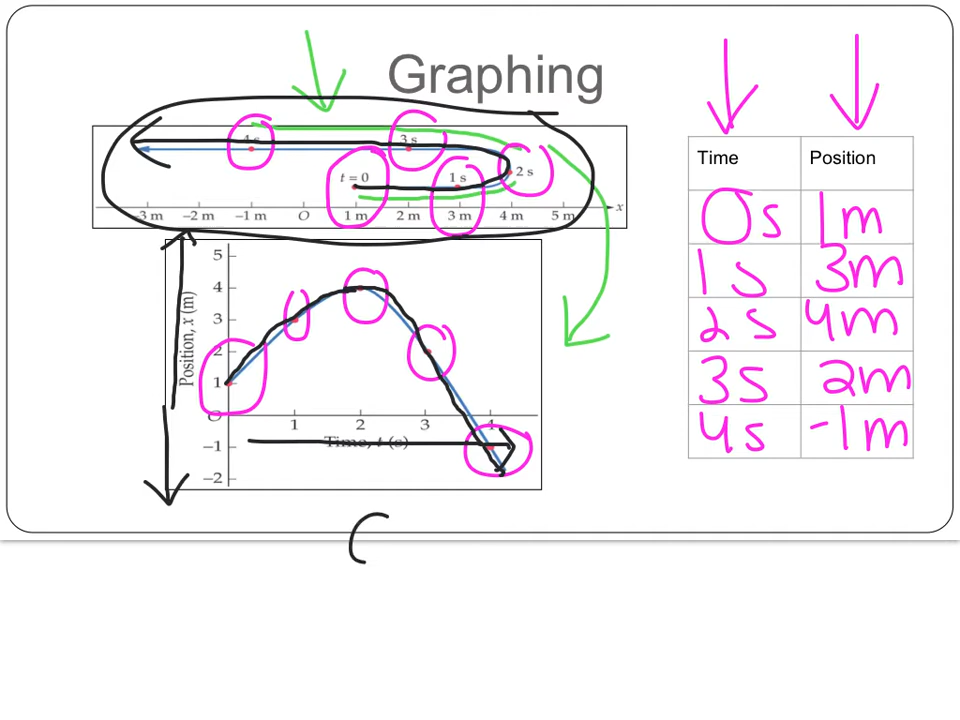 Graphing
4 s 3 s
t = 0 1 s 2 s
-3 m -2 m -1 m O 1 m 2 m 3 m 4 m 5 m x
5
4
3
2
1
O
-1
-2
Position, x (m)
1 2 3 4
Time, t (s)
Time Position
0s 1m
1s 3m
2s 4m
3s 2m
4s -1m